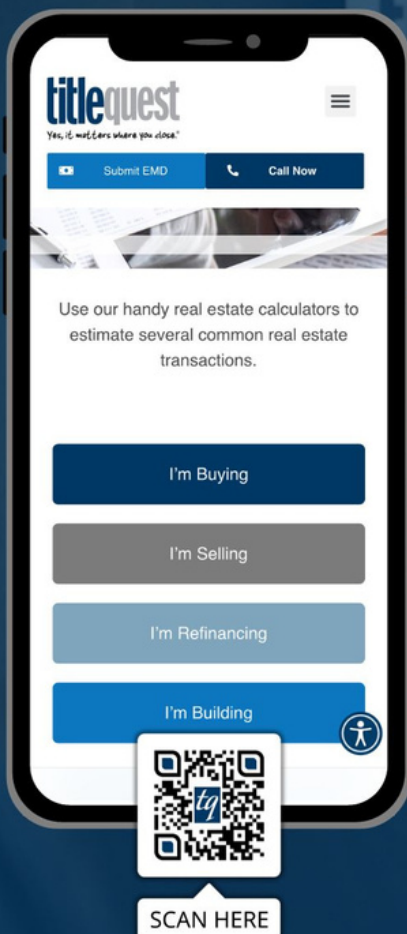 titlequest
Yes, it matters where you close.®
Submit EMD
Call Now
Use our handy real estate calculators to
estimate several common real estate
transactions.
I'm Buying
I'm Selling
I'm Refinancing
I'm Building
tq
SCAN HERE